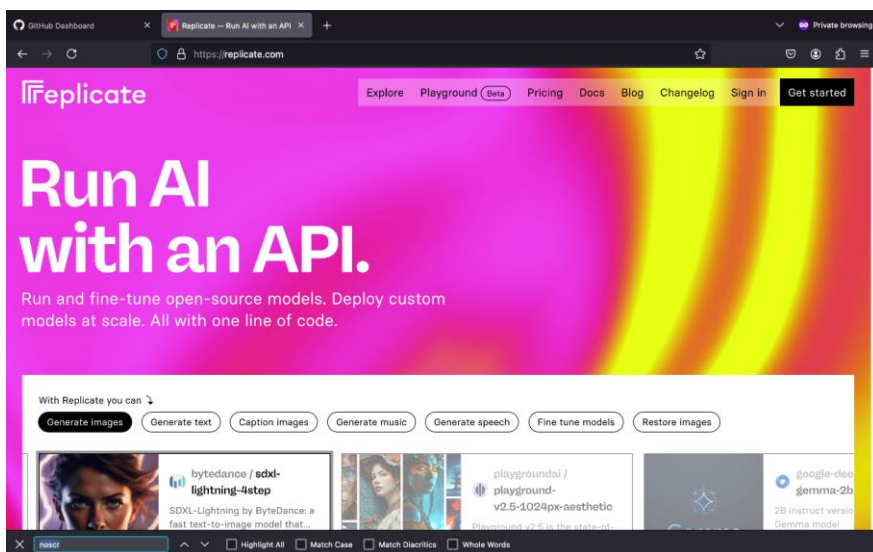 GitHub Dashboard
Replicate — Run AI with an API
Private browsing
https://replicate.com
replicate
Explore Playground Beta Pricing Docs Blog Changelog Sign in Get started
Run AI
with an API.
Run and fine-tune open-source models. Deploy custom
models at scale. All with one line of code.
With Replicate you can
Generate images Generate text Caption images Generate music Generate speech Fine tune models Restore images
bytedance / sdxl-
lightning-4step
SDXL-Lightning by ByteDance: a
fast text-to-image model that...
playgroundai /
playground-
v2.5-1024px-aesthetic
Playground v2.5 is the state-of-
google-dee
gemma-2b
2B instruct versio
Gemma model
noscr
Highlight All Match Case Match Diacritics Whole Words